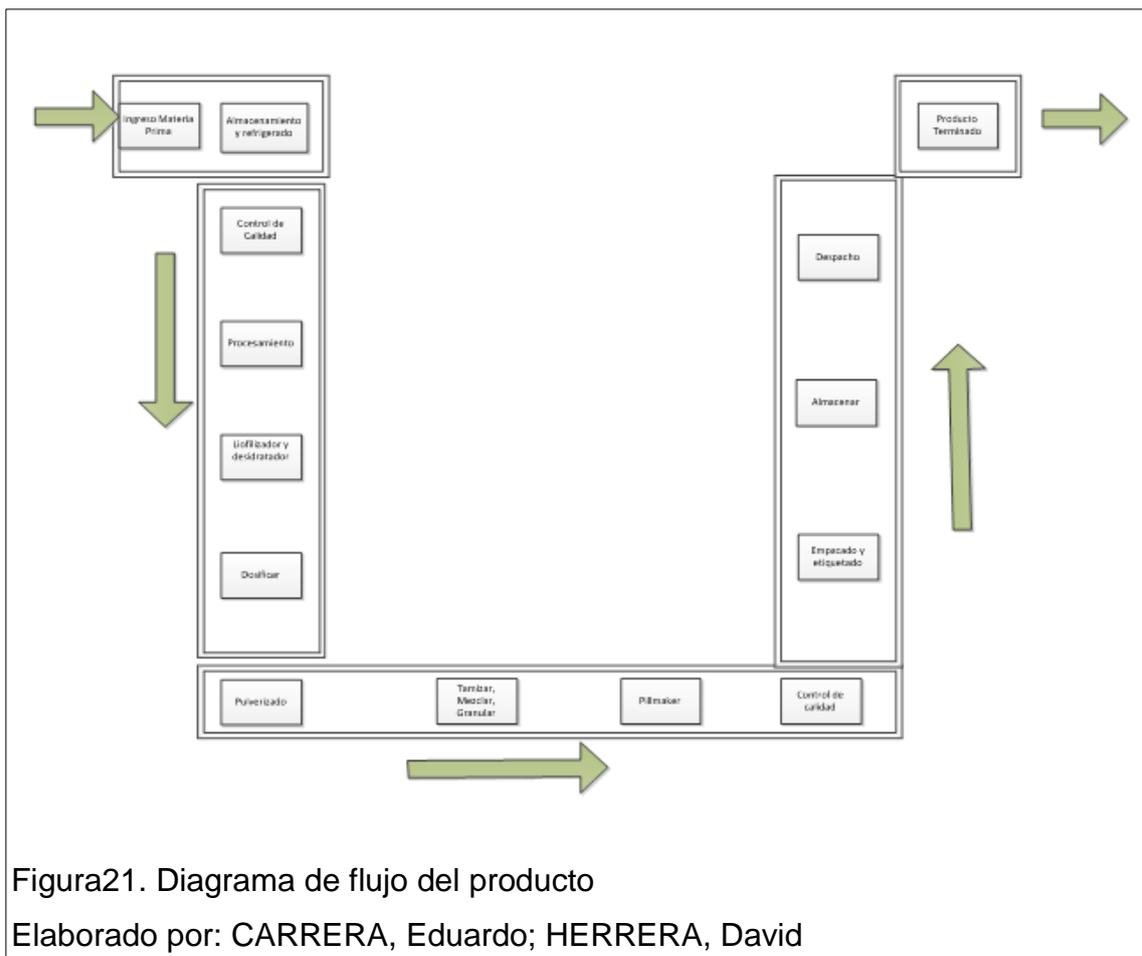 Ingreso Materia
Prima
Almacenamiento
y refrigerado
Control de
Calidad
Procesamiento
Liofilizador y
desidratador
Dosificar
Pulverizado
Tamizar,
Mezclar,
Granular
Pillmaker
Control de
calidad
Empacado y
etiquetado
Almacenar
Despacho
Producto
Terminado
Figura21. Diagrama de flujo del producto
Elaborado por: CARRERA, Eduardo; HERRERA, David